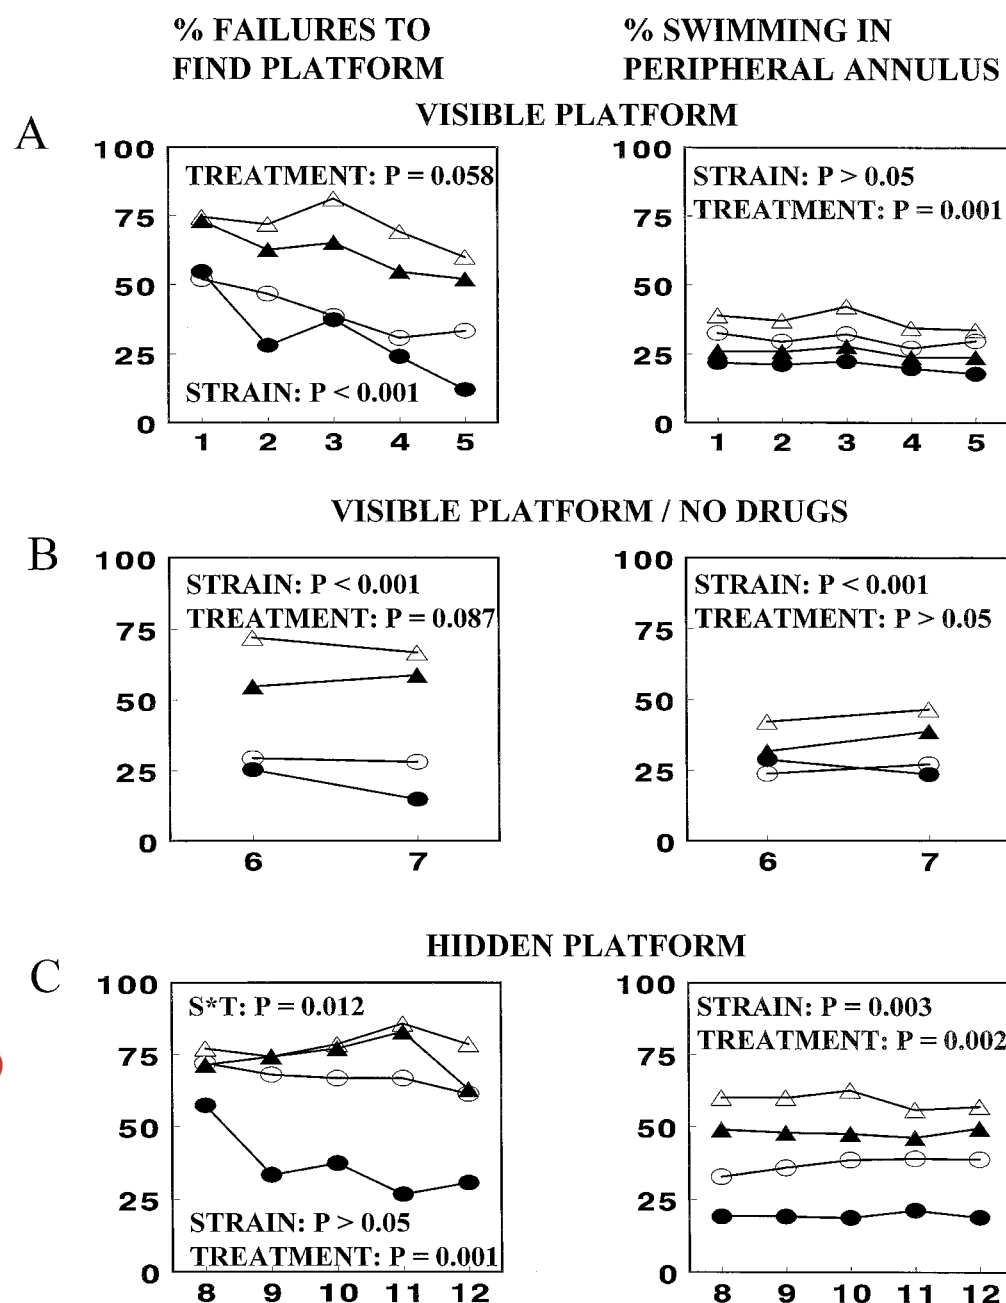 % FAILURES TO
FIND PLATFORM
% SWIMMING IN
PERIPHERAL ANNULUS
VISIBLE PLATFORM
A
100
75
50
25
0
TREATMENT: P = 0.058
STRAIN: P < 0.001
1 2 3 4 5
100
75
50
25
0
STRAIN: P > 0.05
TREATMENT: P = 0.001
1 2 3 4 5
VISIBLE PLATFORM / NO DRUGS
B
100
75
50
25
0
STRAIN: P < 0.001
TREATMENT: P = 0.087
6 7
100
75
50
25
0
STRAIN: P < 0.001
TREATMENT: P > 0.05
6 7
HIDDEN PLATFORM
C
100
75
50
25
0
S*T: P = 0.012
STRAIN: P > 0.05
TREATMENT: P = 0.001
8 9 10 11 12
100
75
50
25
0
STRAIN: P = 0.003
TREATMENT: P = 0.002
8 9 10 11 12